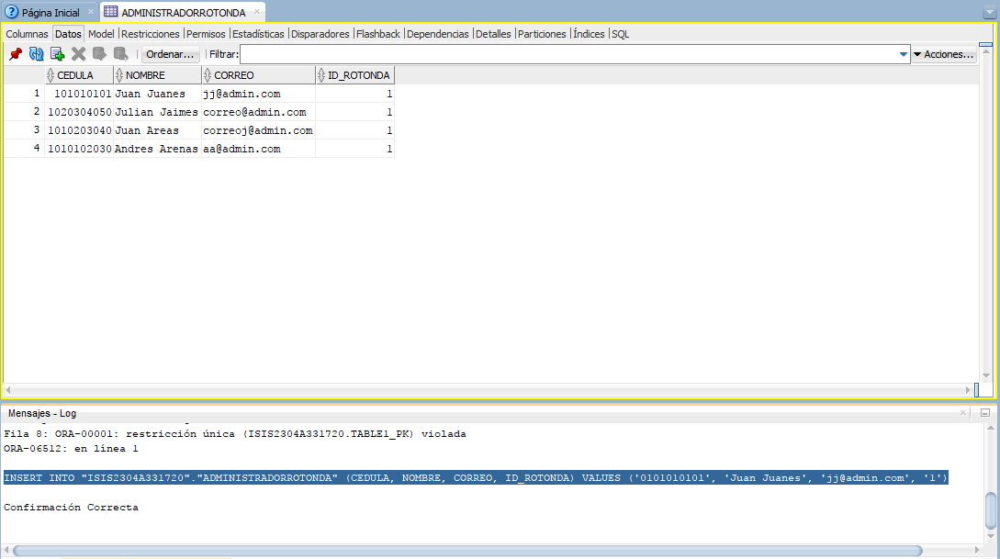 Página Inicial ADMINISTRADORROTONDA
Columnas Datos Model Restricciones Permisos Estadísticas Disparadores Flashback Dependencias Detalles Particiones Índices SQL
Ordenar... Filtrar: Acciones...
CEDULA NOMBRE CORREO ID_ROTONDA
1 101010101 Juan Juanes jj@admin.com 1
2 1020304050 Julian Jaimes correo@admin.com 1
3 1010203040 Juan Areas correoj@admin.com 1
4 1010102030 Andres Arenas aa@admin.com 1
Mensajes - Log
Fila 8: ORA-00001: restricción única (ISIS2304A331720.TABLE1_PK) violada
ORA-06512: en línea 1
INSERT INTO "ISIS2304A331720"."ADMINISTRADORROTONDA" (CEDULA, NOMBRE, CORREO, ID_ROTONDA) VALUES ('0101010101', 'Juan Juanes', 'jj@admin.com', '1')
Confirmación Correcta